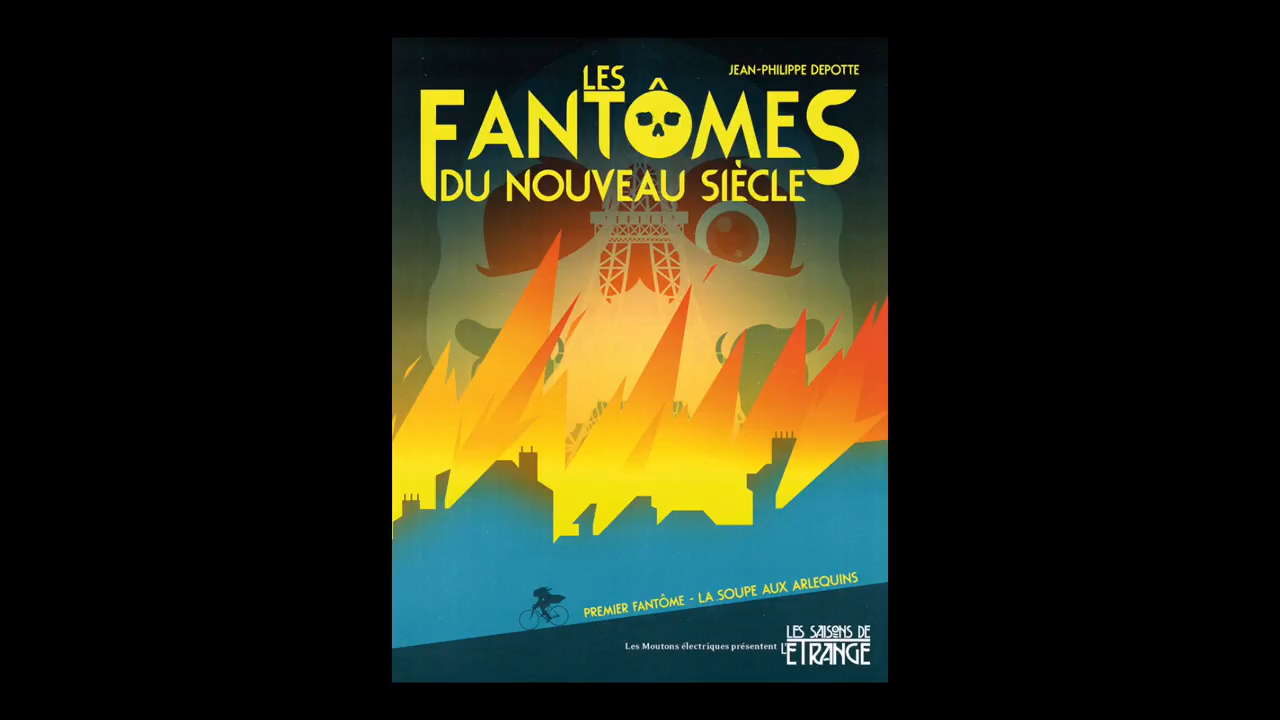 JEAN-PHILIPPE DEPOTTE
LES
FANTÔMES
DU NOUVEAU SIÈCLE
PREMIER FANTÔME - LA SOUPE AUX ARLEQUINS
Les Moutons électriques présentent
LES SAISONS DE
L'ETRANGE